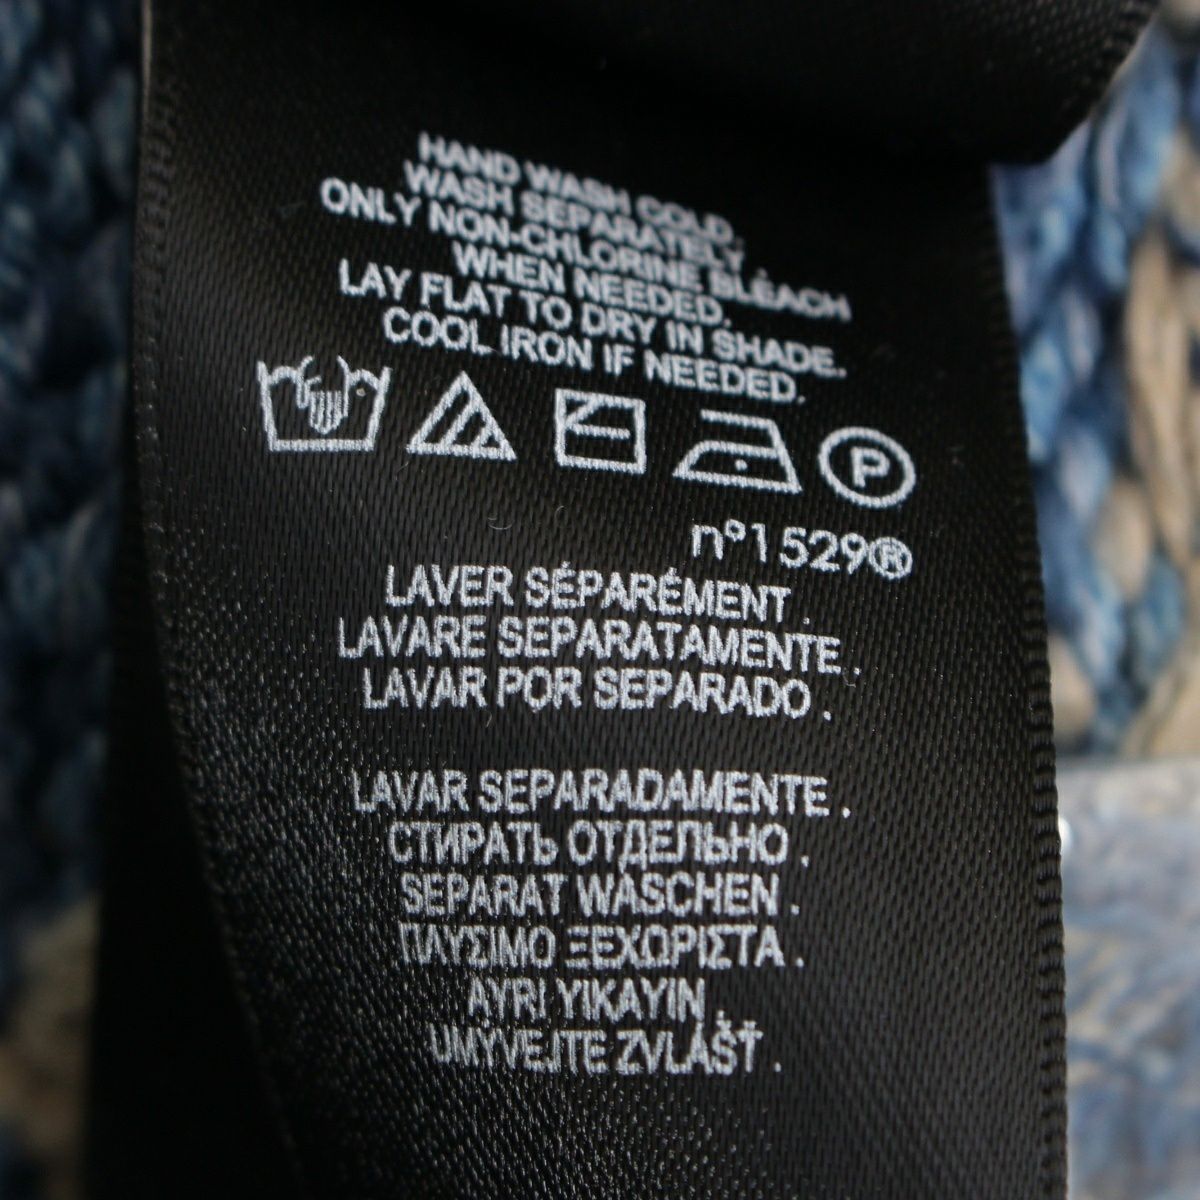 HAND WASH COLD.
WASH SEPARATELY.
ONLY NON-CHLORINE BLEACH
WHEN NEEDED.
LAY FLAT TO DRY IN SHADE.
COOL IRON IF NEEDED.
P
nº1529®
LAVER SÉPARÉMENT .
LAVARE SEPARATAMENTE .
LAVAR POR SEPARADO .
LAVAR SEPARADAMENTE .
СТИРАТЬ ОТДЕЛЬНО .
SEPARAT WASCHEN .
ΠΛΥΣΙΜΟ ΞΕΧΩΡΙΣΤΑ .
AYRI YIKAYIN .
UMÝVEJTE ZVLÁŠŤ .